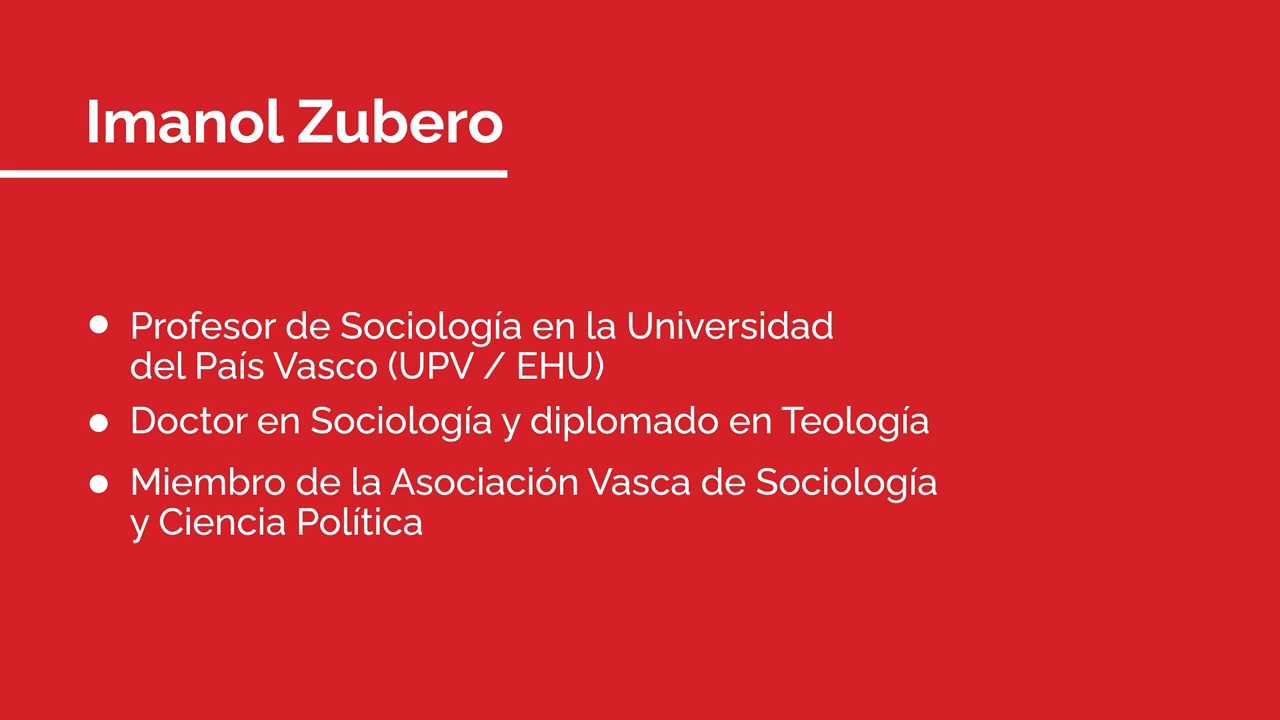 Imanol Zubero
• Profesor de Sociología en la Universidad
del País Vasco (UPV / EHU)
• Doctor en Sociología y diplomado en Teología
• Miembro de la Asociación Vasca de Sociología
y Ciencia Política